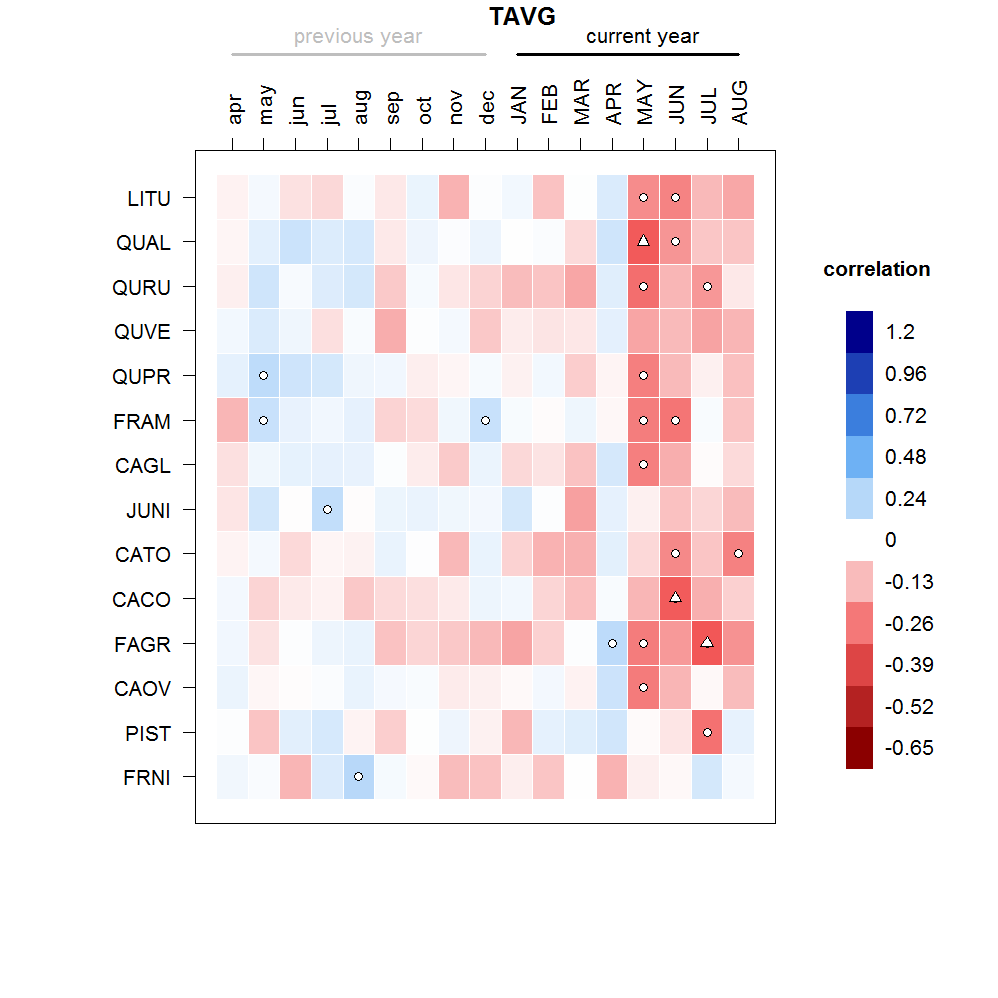 TAVG
previous year
current year
apr
may
jun
jul
aug
sep
oct
nov
dec
JAN
FEB
MAR
APR
MAY
JUN
JUL
AUG
LITU
QUAL
QURU
QUVE
QUPR
FRAM
CAGL
JUNI
CATO
CACO
FAGR
CAOV
PIST
FRNI
correlation
1.2
0.96
0.72
0.48
0.24
0
-0.13
-0.26
-0.39
-0.52
-0.65